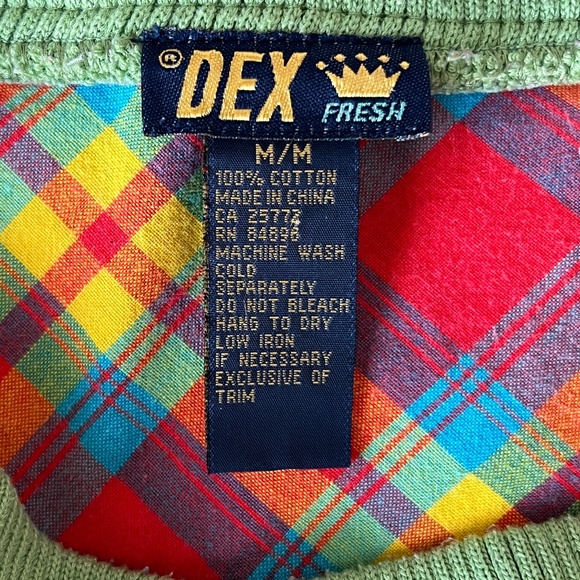 ® DEX
FRESH
M/M
100% COTTON
MADE IN CHINA
CA 25772
RN 84896
MACHINE WASH
COLD
SEPARATELY
DO NOT BLEACH
HANG TO DRY
LOW IRON
IF NECESSARY
EXCLUSIVE OF
TRIM